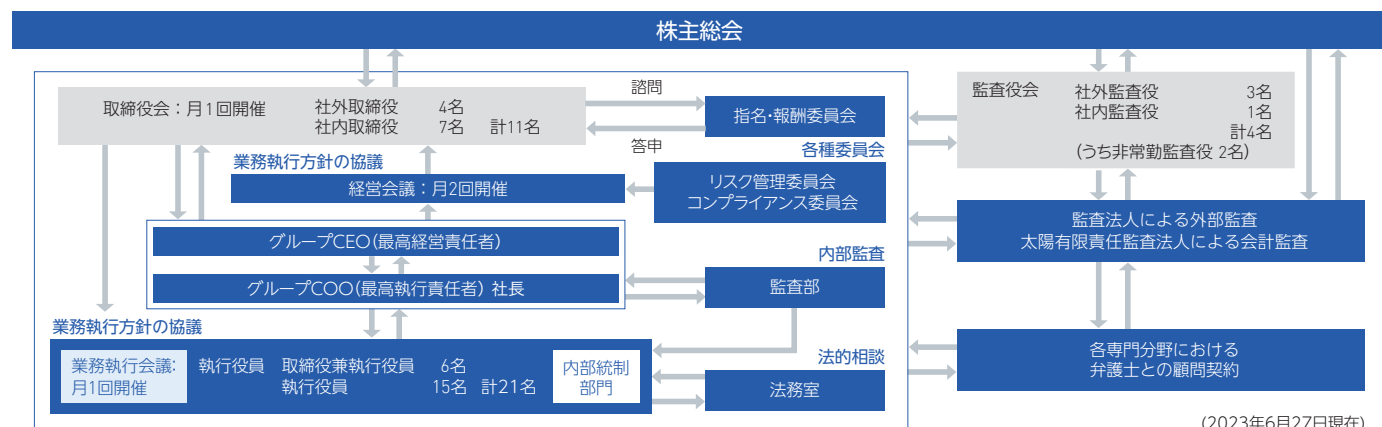 株主総会
取締役会：月1回開催 社外取締役 4名
社内取締役 7名 計11名
諮問
答申
指名・報酬委員会
監査役会 社外監査役 3名
社内監査役 1名
計4名
(うち非常勤監査役 2名)
業務執行方針の協議
経営会議：月2回開催
各種委員会
リスク管理委員会
コンプライアンス委員会
監査法人による外部監査
太陽有限責任監査法人による会計監査
グループCEO(最高経営責任者)
グループCOO(最高執行責任者) 社長
内部監査
監査部
業務執行方針の協議
業務執行会議:
月1回開催
執行役員 取締役兼執行役員 6名
執行役員 15名 計21名
内部統制
部門
法的相談
法務室
各専門分野における
弁護士との顧問契約
(2023年6月27日現在)